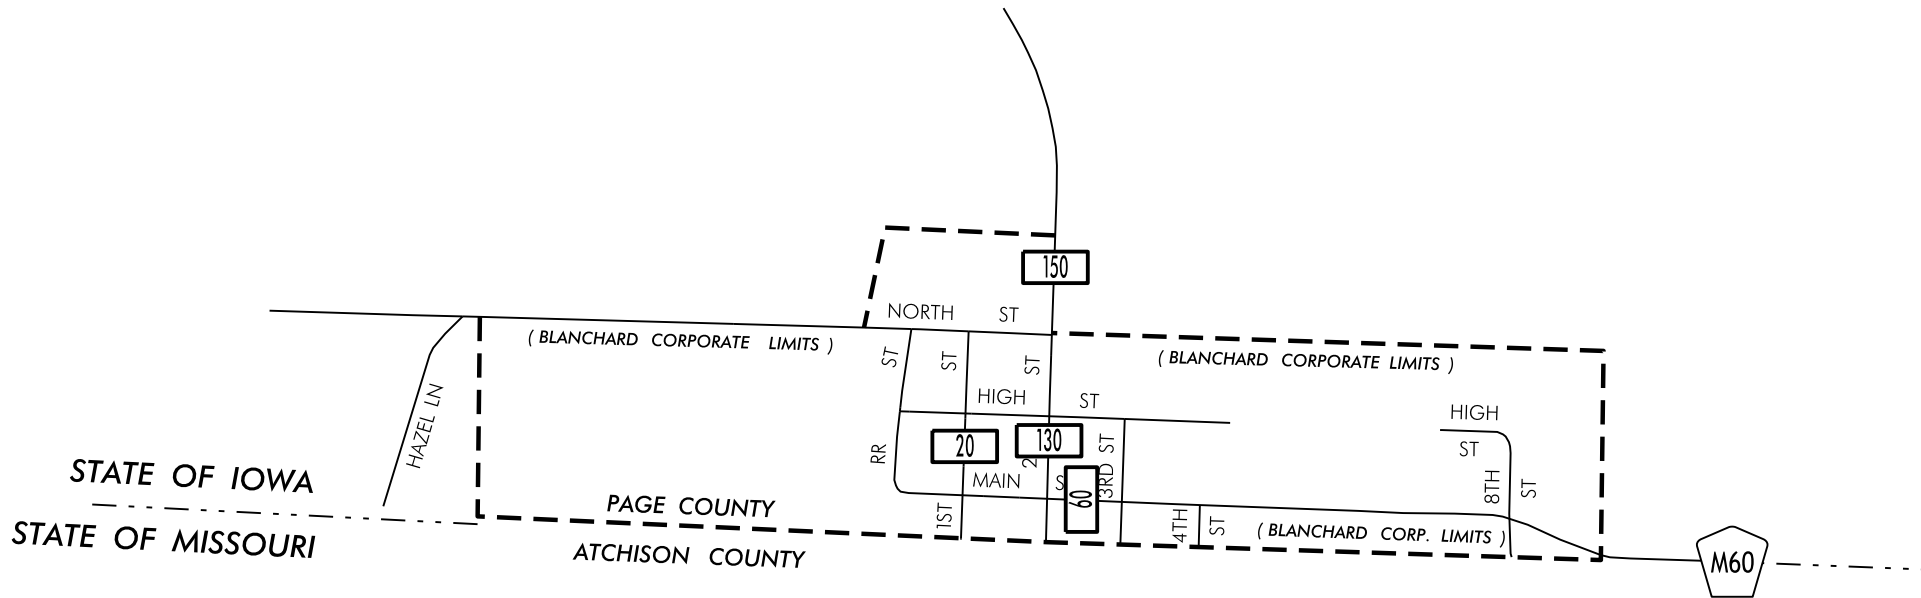 150
NORTH ST
( BLANCHARD CORPORATE LIMITS )
( BLANCHARD CORPORATE LIMITS )
ST
ST
ST
HIGH ST
HIGH
ST
HAZEL LN
20
130
RR
2
3RD ST
MAIN S
60
8TH
ST
STATE OF IOWA
PAGE COUNTY
1ST
4TH
ST
( BLANCHARD CORP. LIMITS )
STATE OF MISSOURI
ATCHISON COUNTY
M60